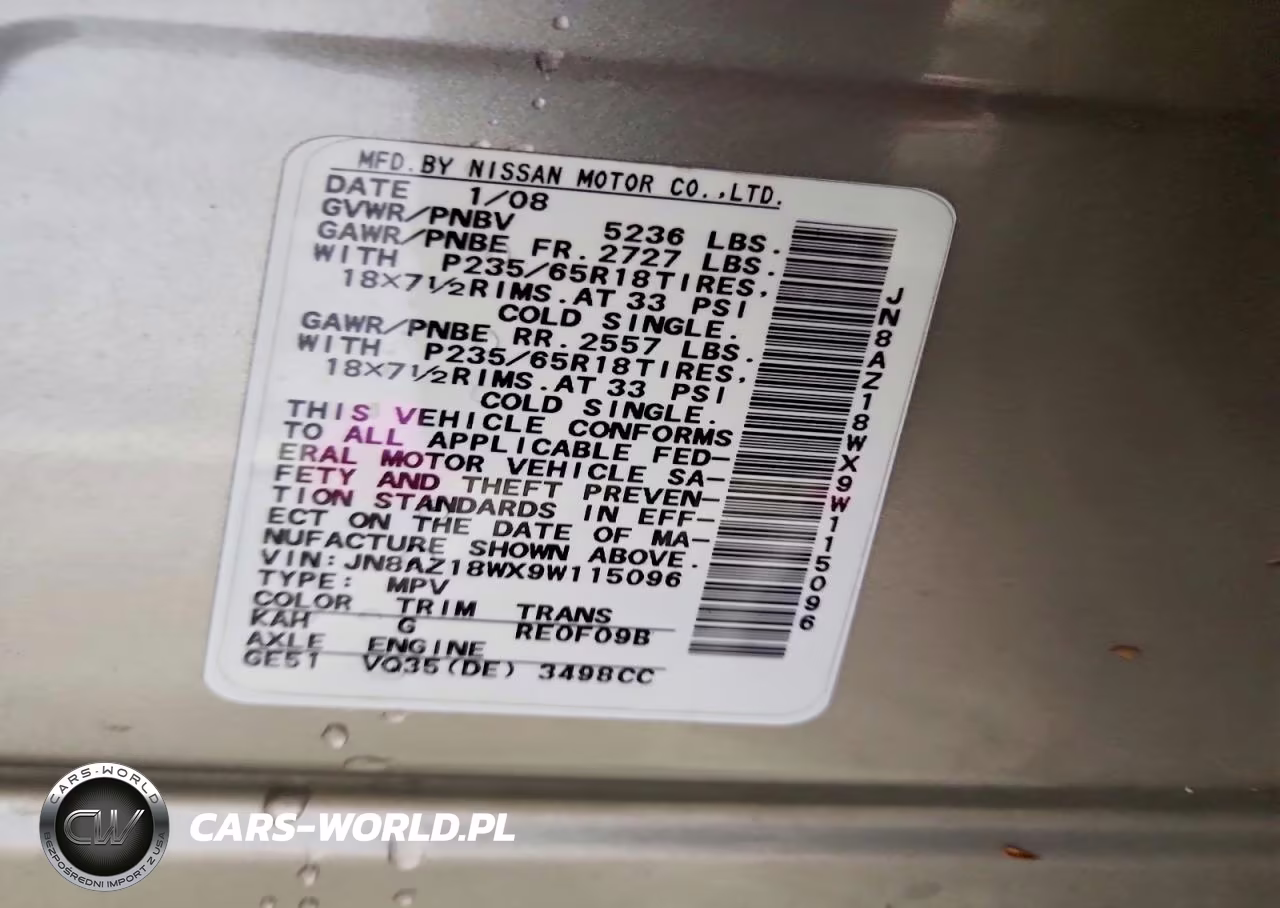 MFD. BY NISSAN MOTOR CO.,LTD.
DATE 1/08
GVWR/PNBV 5236 LBS.
GAWR/PNBE FR. 2727 LBS.
WITH P235/65R18TIRES,
18×7½RIMS.AT 33 PSI
COLD SINGLE.
GAWR/PNBE RR. 2557 LBS.
WITH P235/65R18TIRES,
18×7½RIMS.AT 33 PSI
COLD SINGLE.
THIS VEHICLE CONFORMS
TO ALL APPLICABLE FED-
ERAL MOTOR VEHICLE SA-
FETY AND THEFT PREVEN-
TION STANDARDS IN EFF-
ECT ON THE DATE OF MA-
NUFACTURE SHOWN ABOVE.
VIN: JN8AZ18WX9W115096
TYPE: MPV
COLOR TRIM TRANS
KAH G RE0F09B
AXLE ENGINE
GE51 VQ35(DE) 3498CC
JN8AZ18WX9W115096
CARS-WORLD
CW
BEZPOŚREDNI IMPORT Z USA
CARS-WORLD.PL